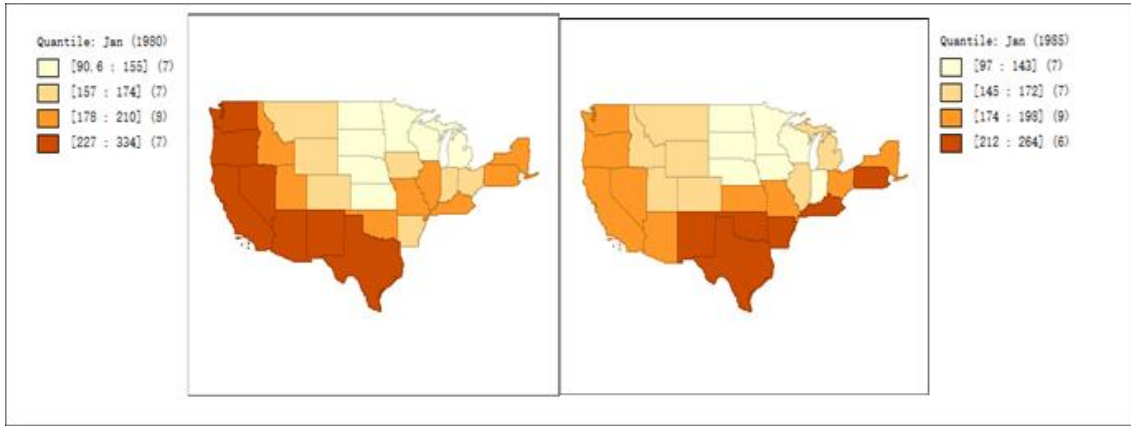 Quantile: Jan (1980)
[90.6 : 155] (7)
[157 : 174] (7)
[178 : 210] (8)
[227 : 334] (7)
Quantile: Jan (1985)
[97 : 143] (7)
[145 : 172] (7)
[174 : 198] (9)
[212 : 264] (6)